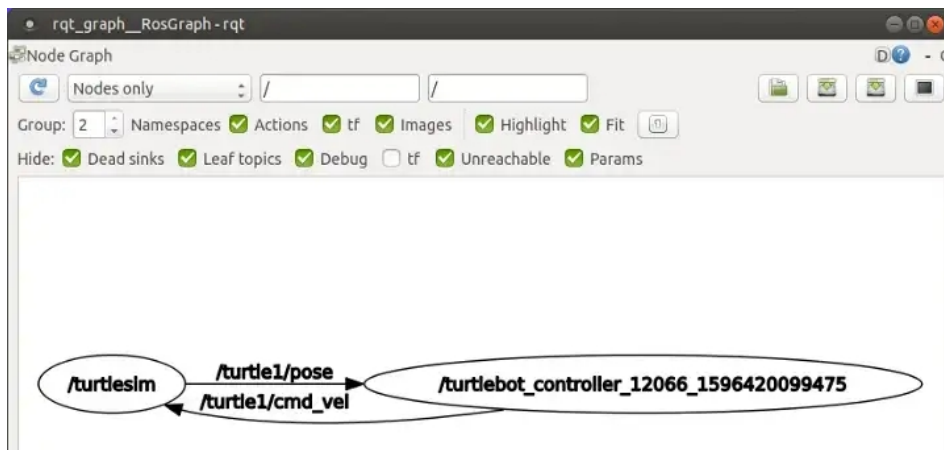 rqt_graph__RosGraph - rqt
Node Graph
D ? -
Nodes only / /
Group: 2 Namespaces Actions tf Images Highlight Fit
Hide: Dead sinks Leaf topics Debug tf Unreachable Params
/turtlesim
/turtle1/pose
/turtle1/cmd_vel
/turtlebot_controller_12066_1596420099475